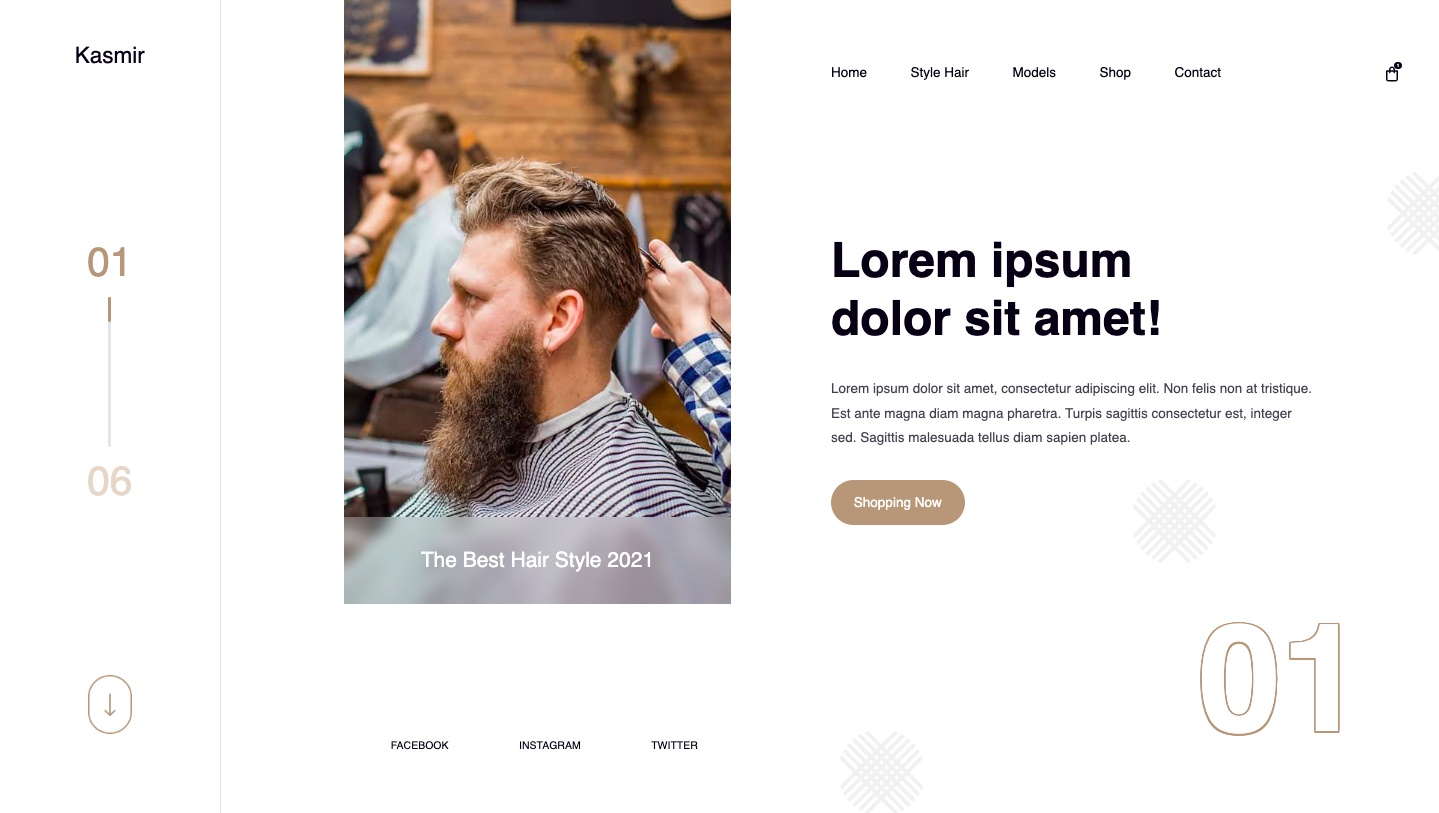 Kasmir
Home
Style Hair
Models
Shop
Contact
01
06
Lorem ipsum
dolor sit amet!
Lorem ipsum dolor sit amet, consectetur adipiscing elit. Non felis non at tristique.
Est ante magna diam magna pharetra. Turpis sagittis consectetur est, integer
sed. Sagittis malesuada tellus diam sapien platea.
Shopping Now
The Best Hair Style 2021
01
FACEBOOK
INSTAGRAM
TWITTER